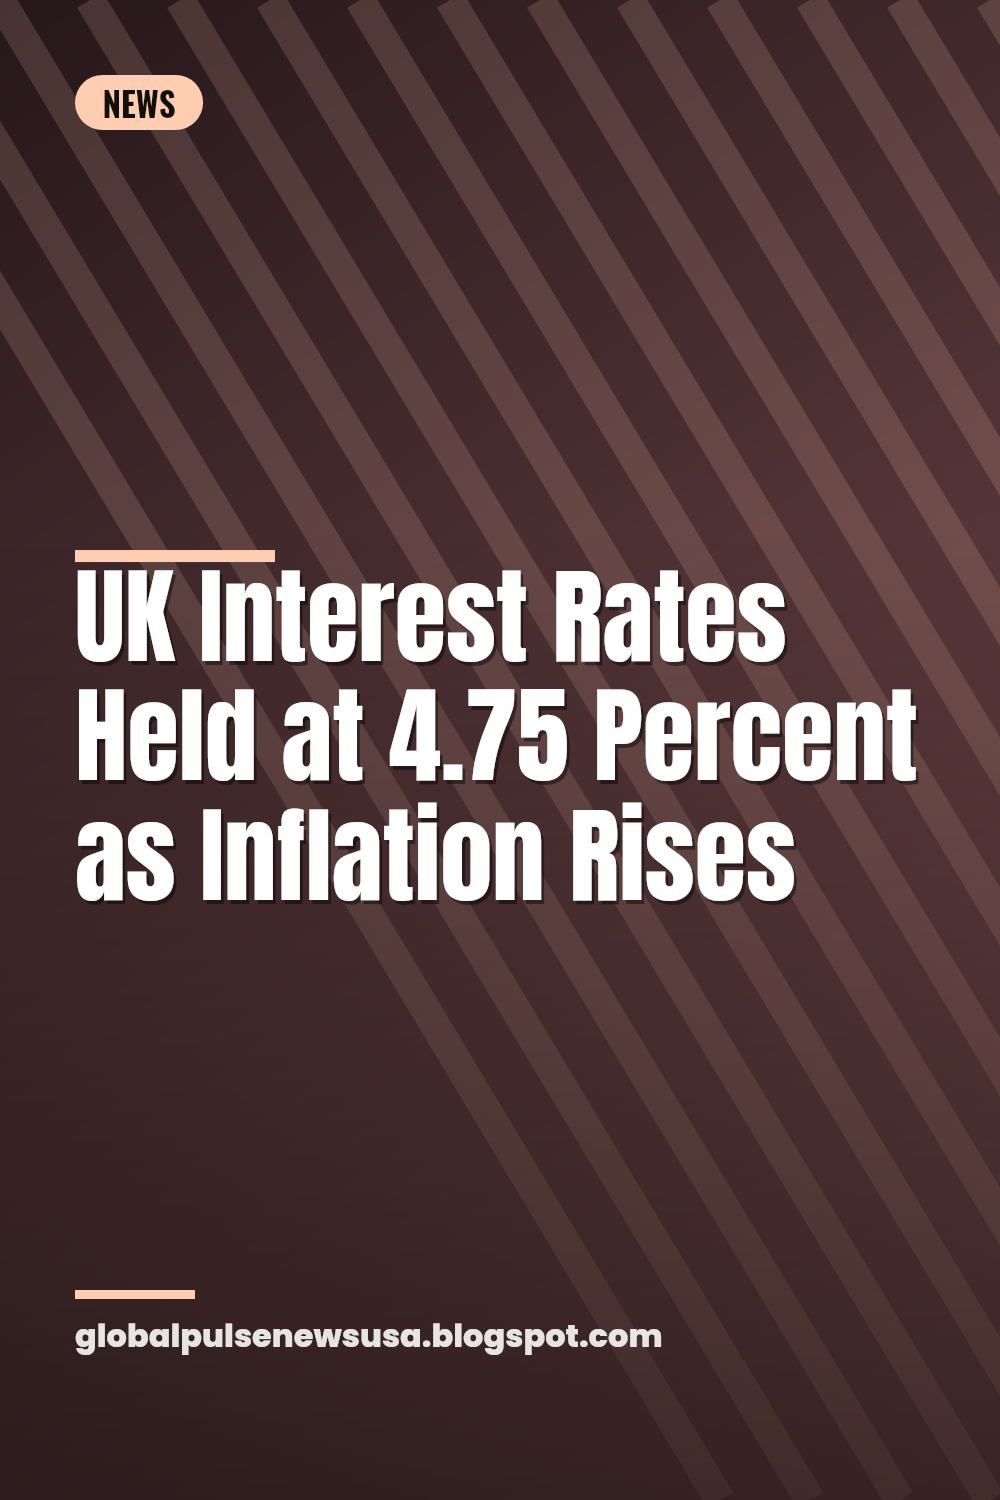 NEWS
UK Interest Rates
Held at 4.75 Percent
as Inflation Rises
globalpulsenewsusa.blogspot.com